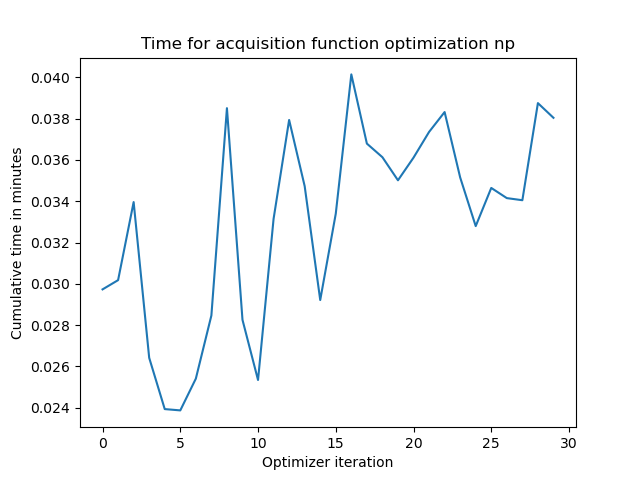 Time for acquisition function optimization np
Cumulative time in minutes
0.040
0.038
0.036
0.034
0.032
0.030
0.028
0.026
0.024
0 5 10 15 20 25 30
Optimizer iteration